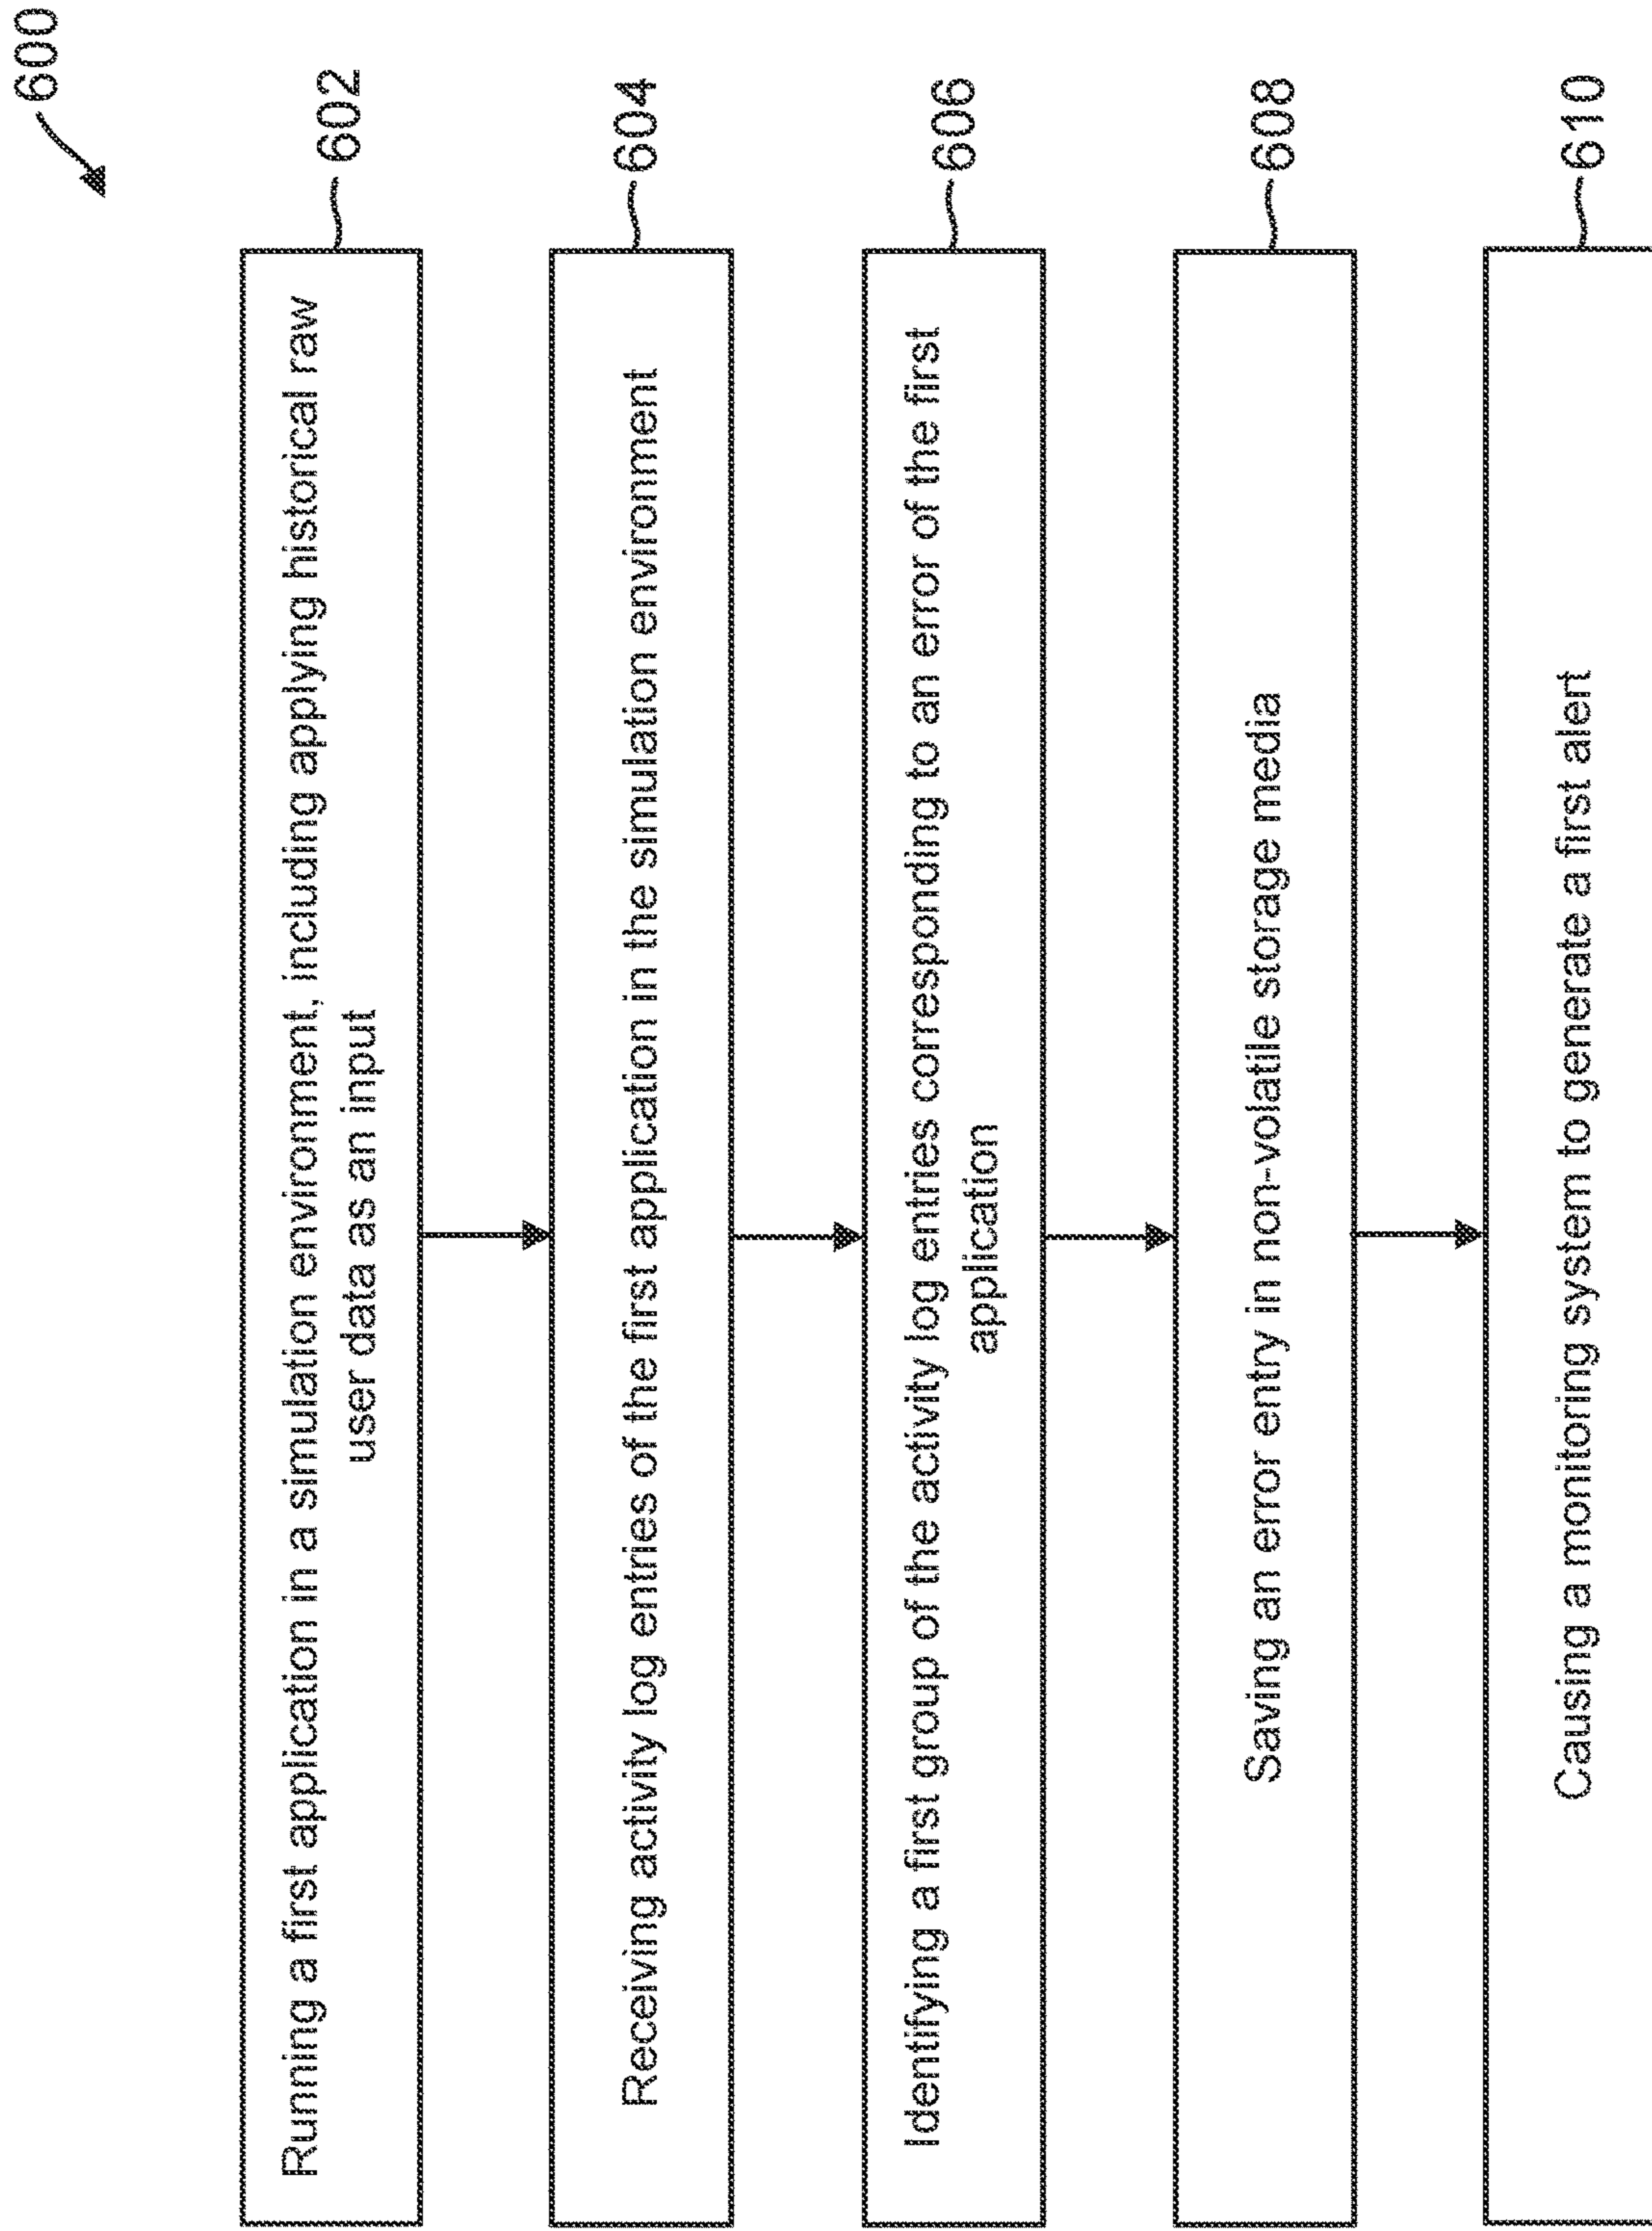 600
Running a first application in a simulation environment, including applying historical raw
user data as an input
602
Receiving activity log entries of the first application in the simulation environment
604
Identifying a first group of the activity log entries corresponding to an error of the first
application
606
Saving an error entry in non-volatile storage media
608
Causing a monitoring system to generate a first alert
610